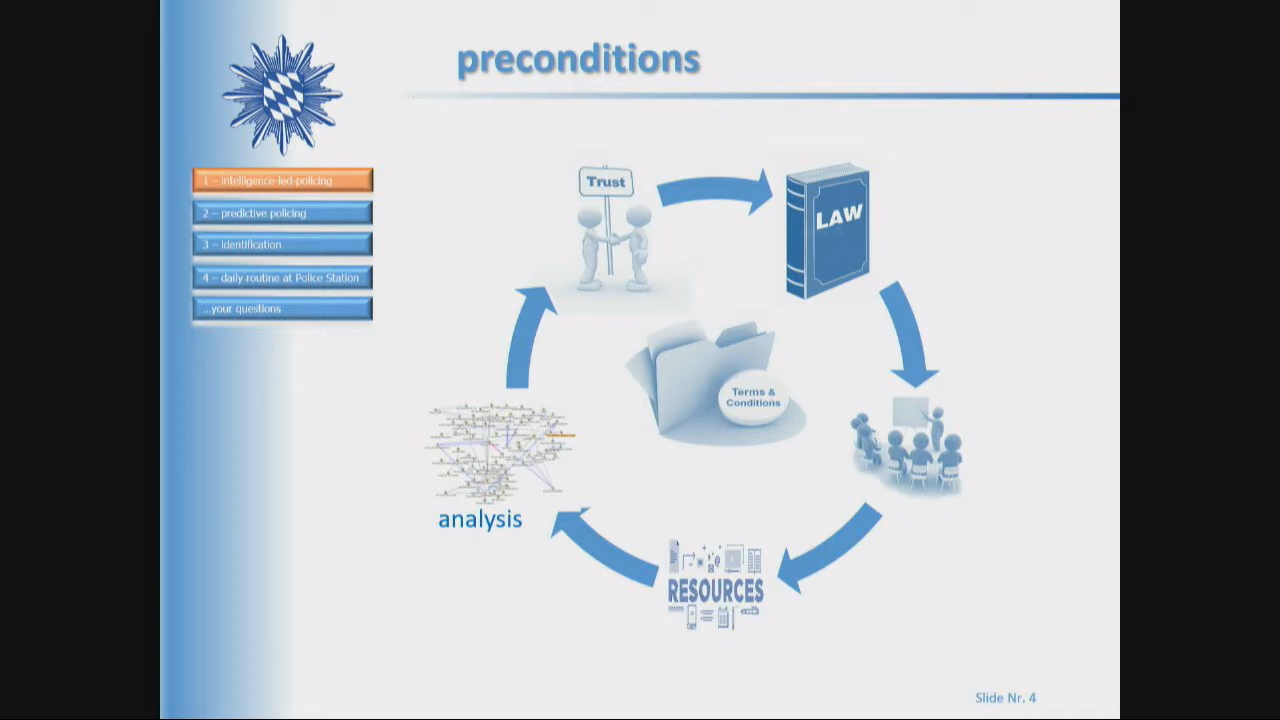 preconditions
1 – intelligence-led policing
2 – predictive policing
3 – identification
4 – daily routine at Police Station
...your questions
Trust
LAW
Terms &
Conditions
analysis
RESOURCES
Slide Nr. 4